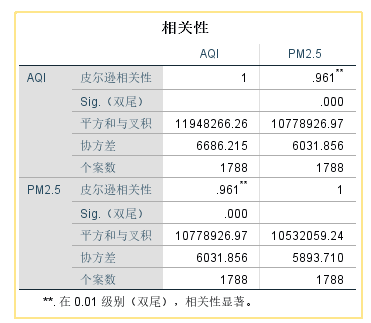 相关性
AQI PM2.5
AQI 皮尔逊相关性 1 .961**
Sig.（双尾） .000
平方和与叉积 11948266.26 10778926.97
协方差 6686.215 6031.856
个案数 1788 1788
PM2.5 皮尔逊相关性 .961** 1
Sig.（双尾） .000
平方和与叉积 10778926.97 10532059.24
协方差 6031.856 5893.710
个案数 1788 1788
**. 在 0.01 级别（双尾），相关性显著。